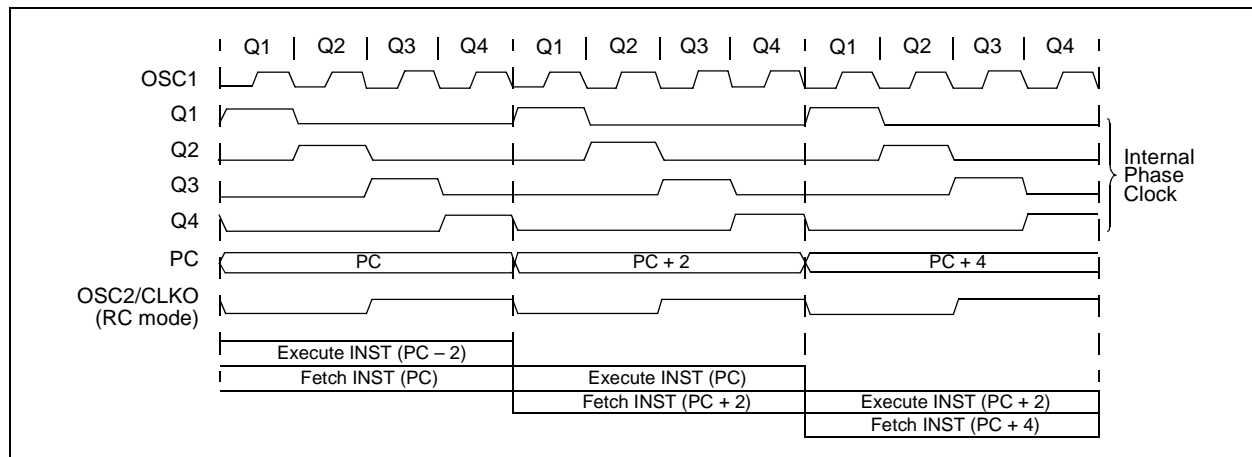 Q1 Q2 Q3 Q4 Q1 Q2 Q3 Q4 Q1 Q2 Q3 Q4
OSC1
Q1
Q2
Q3
Q4
Internal
Phase
Clock
PC PC PC + 2 PC + 4
OSC2/CLKO
(RC mode)
Execute INST (PC – 2)
Fetch INST (PC) Execute INST (PC)
Fetch INST (PC + 2) Execute INST (PC + 2)
Fetch INST (PC + 4)